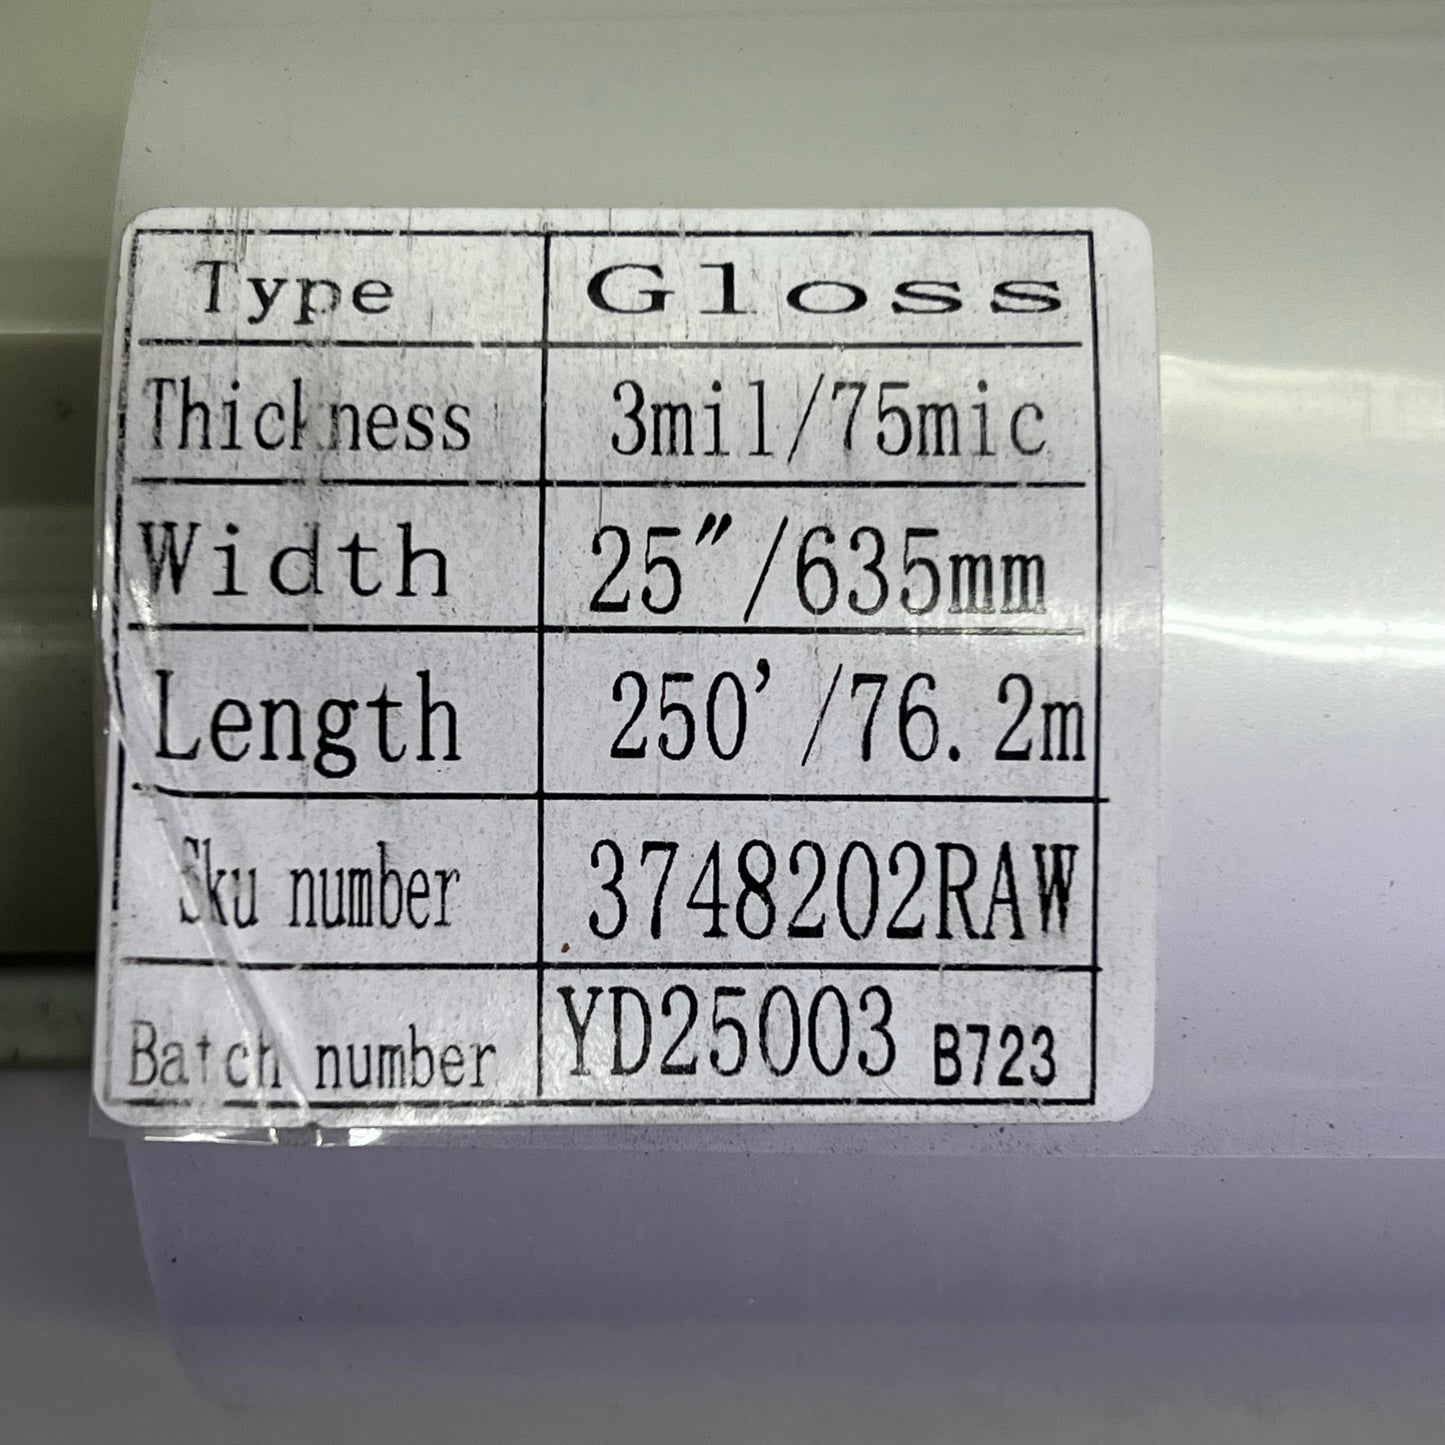 Type Gloss
Thickness 3mil/75mic
Width 25"/635mm
Length 250' /76.2m
Sku number 3748202RAW
Batch number YD25003 B723